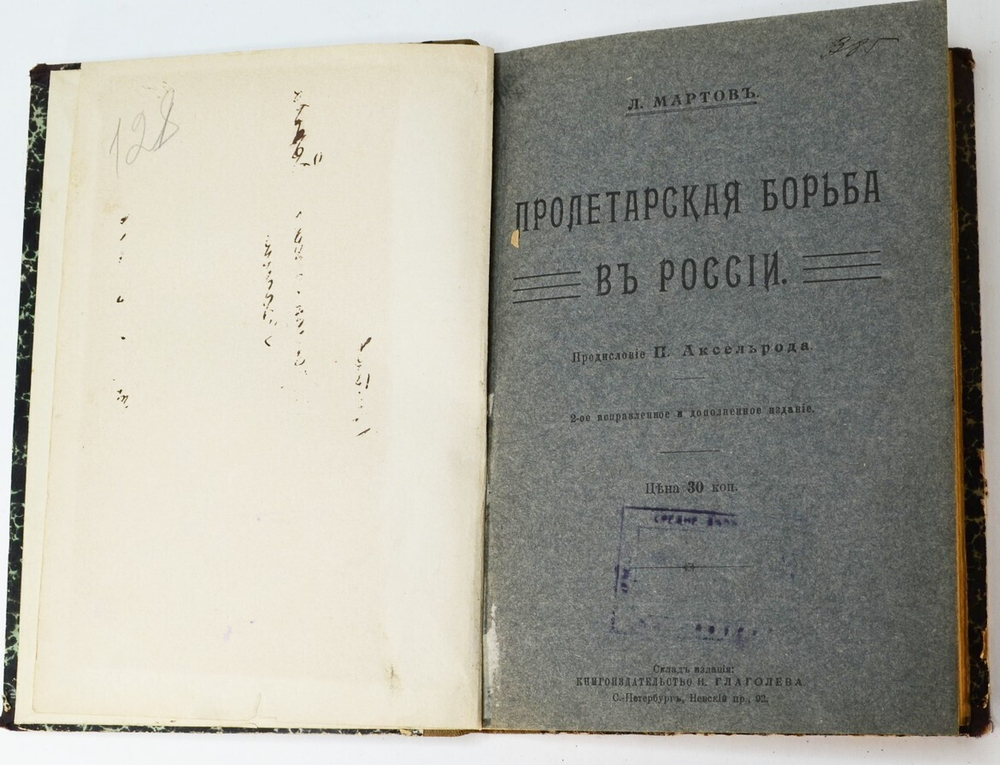 128
385
Л. МАРТОВЪ.
ПРОЛЕТАРСКАЯ БОРЬБА
ВЪ РОССІИ.
Предисловіе П. Аксельрода.
2-ое исправленное и дополненное изданіе.
Цѣна 30 коп.
Складъ изданія:
КНИГОИЗДАТЕЛЬСТВО Н. ГЛАГОЛЕВА
С.-Петербургъ, Невскій пр., 92.